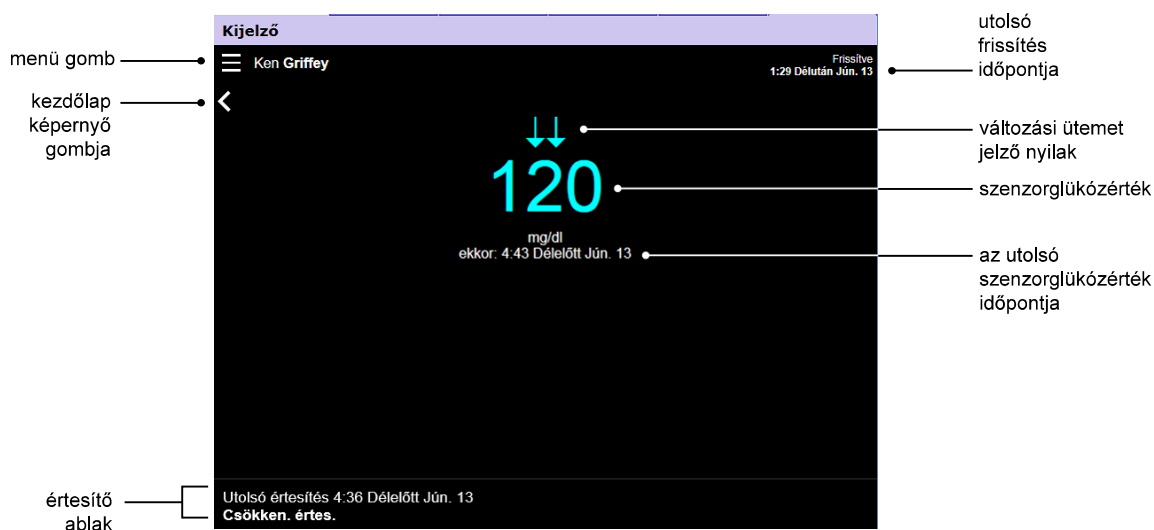 Kijelző
menü gomb
Ken Griffey
Frissítve
1:29 Délután Jún. 13
utolsó
frissítés
időpontja
kezdőlap
képernyő
gombja
változási ütemet
jelző nyilak
120
szenzorglükózérték
mg/dl
ekkor: 4:43 Délelőtt Jún. 13
az utolsó
szenzorglükózérték
időpontja
értesítő
ablak
Utolsó értesítés 4:36 Délelőtt Jún. 13
Csökken. értes.